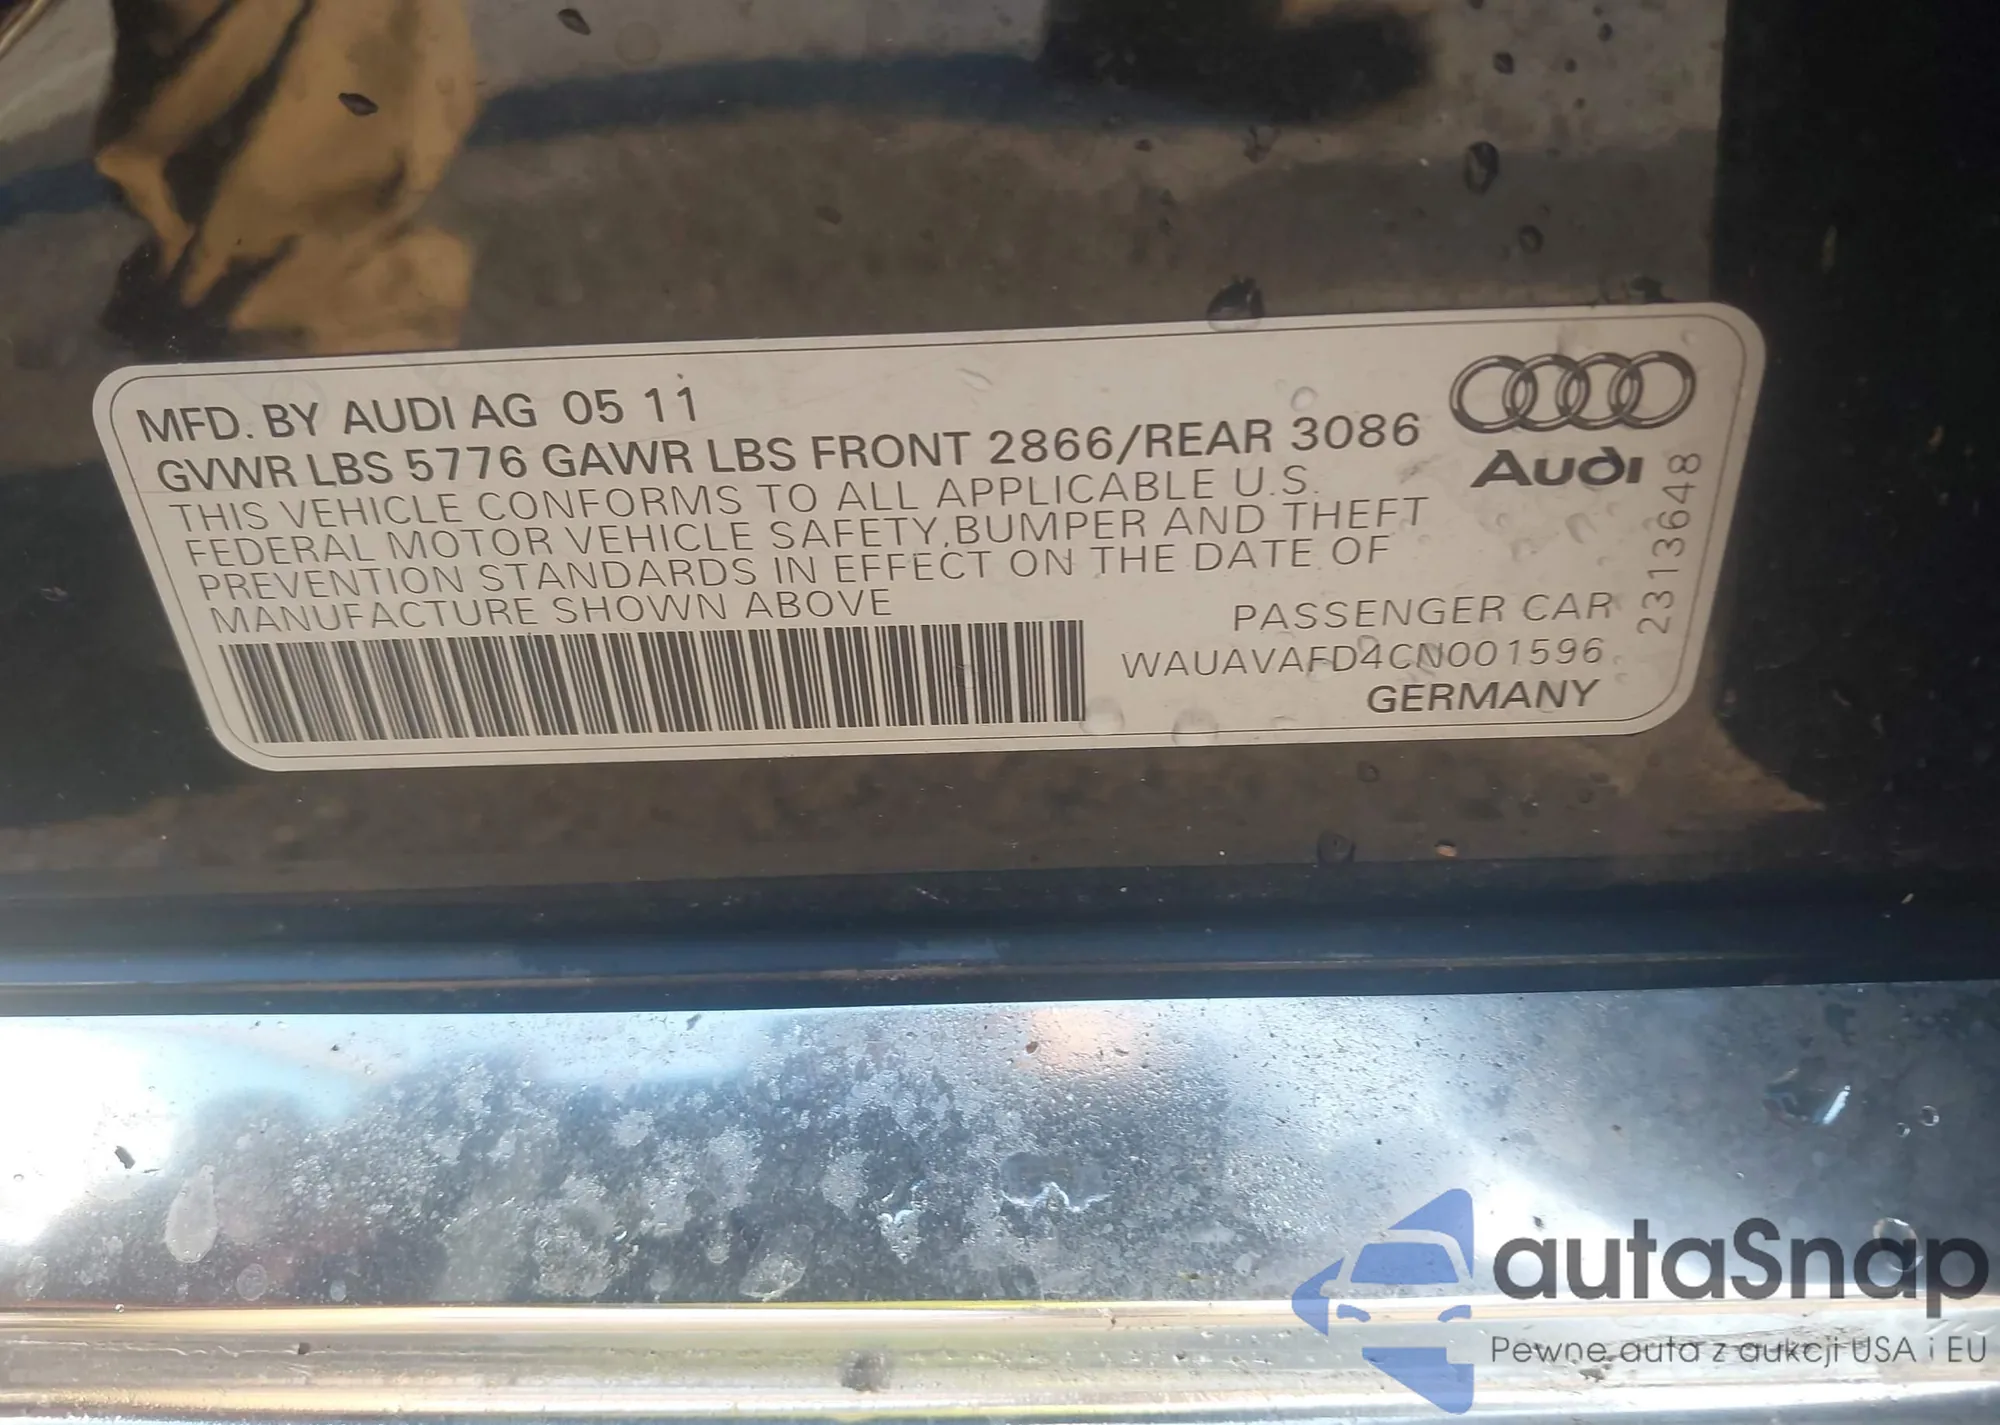 MFD. BY AUDI AG 05 11
GVWR LBS 5776 GAWR LBS FRONT 2866/REAR 3086
THIS VEHICLE CONFORMS TO ALL APPLICABLE U.S.
FEDERAL MOTOR VEHICLE SAFETY,BUMPER AND THEFT
PREVENTION STANDARDS IN EFFECT ON THE DATE OF
MANUFACTURE SHOWN ABOVE
Audi
2313648
PASSENGER CAR
WAUAVAFD4CN001596
GERMANY
autaSnap
Pewne auta z aukcji USA i EU